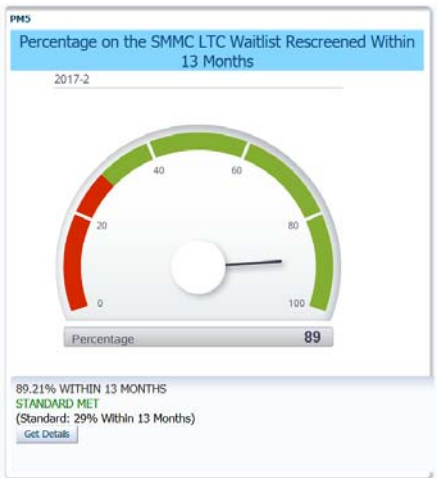 PM5
Percentage on the SMMC LTC Waitlist Rescreened Within
13 Months
2017-2
40
60
20
80
0
100
Percentage 89
89.21% WITHIN 13 MONTHS
STANDARD MET
(Standard: 29% Within 13 Months)
Get Details